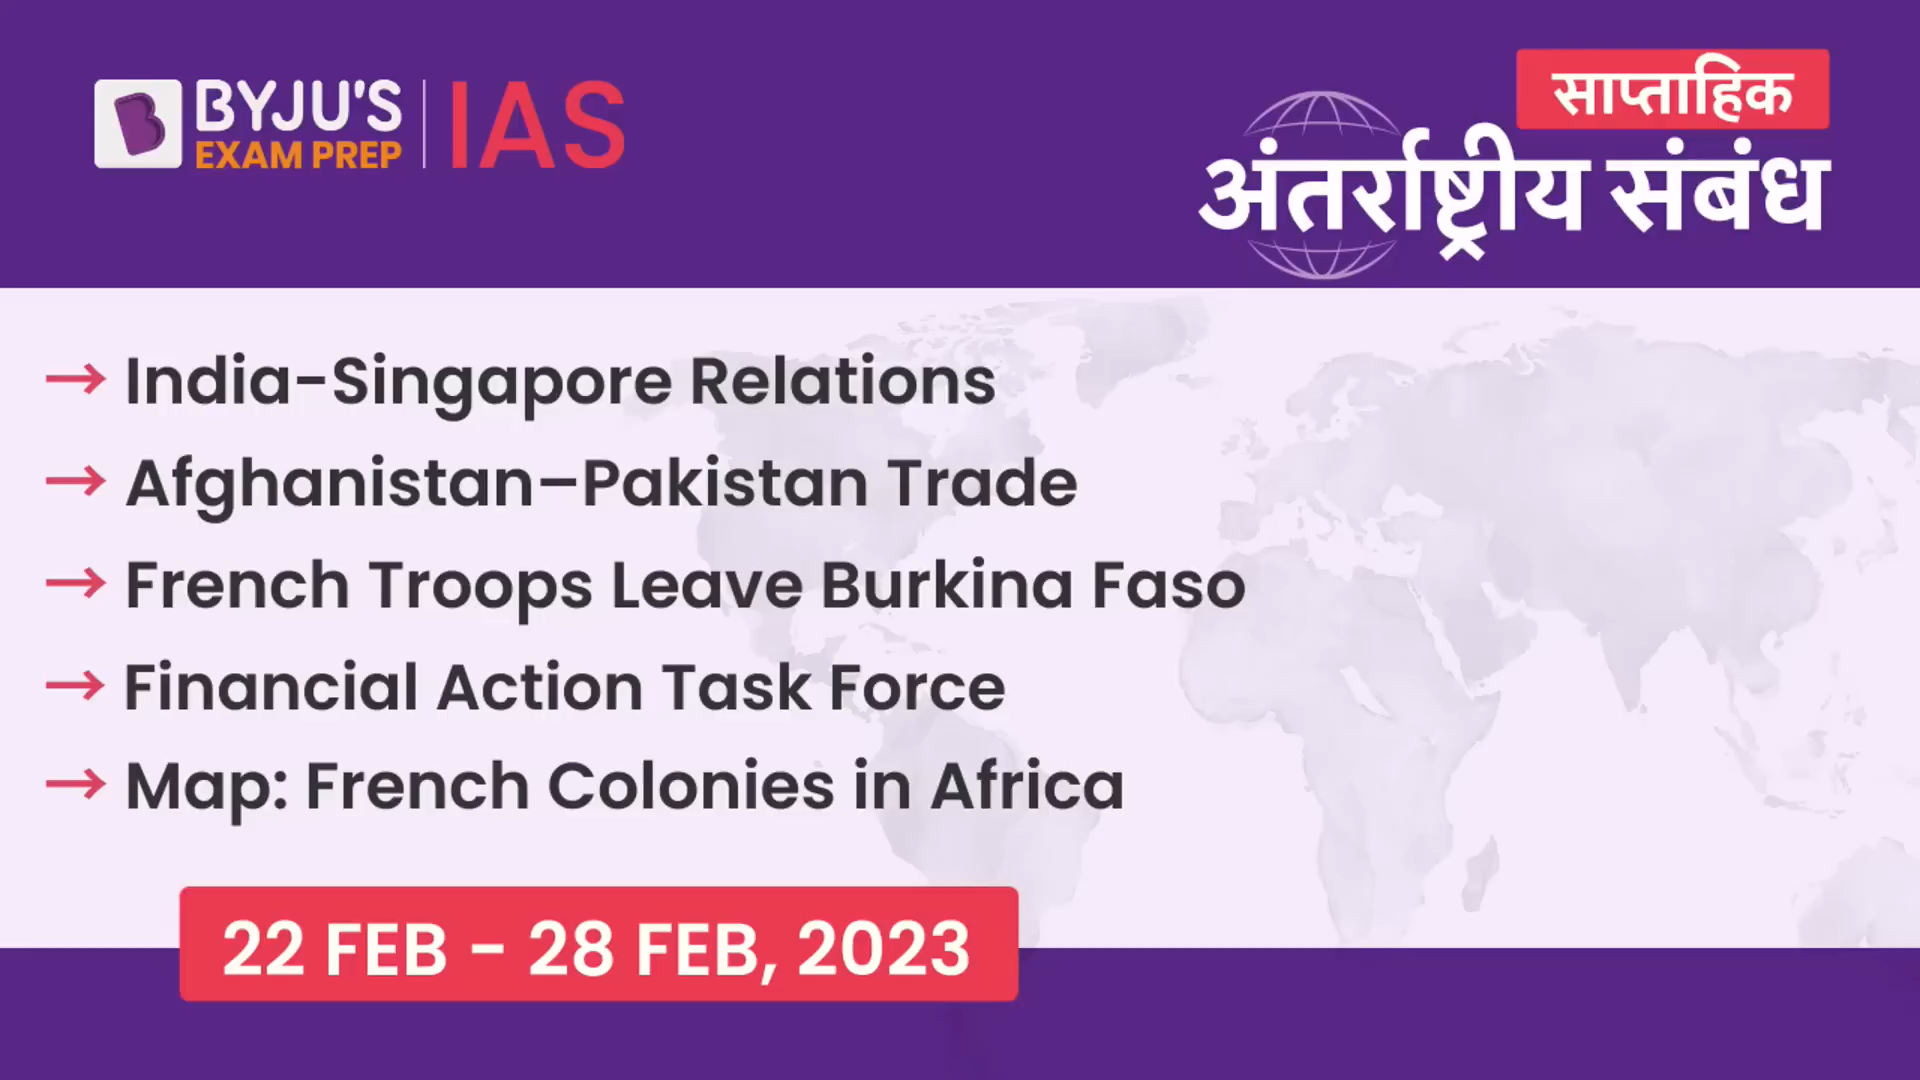 BYJU'S
EXAM PREP
IAS
साप्ताहिक
अंतर्राष्ट्रीय संबंध
→ India-Singapore Relations
→ Afghanistan–Pakistan Trade
→ French Troops Leave Burkina Faso
→ Financial Action Task Force
→ Map: French Colonies in Africa
22 FEB - 28 FEB, 2023